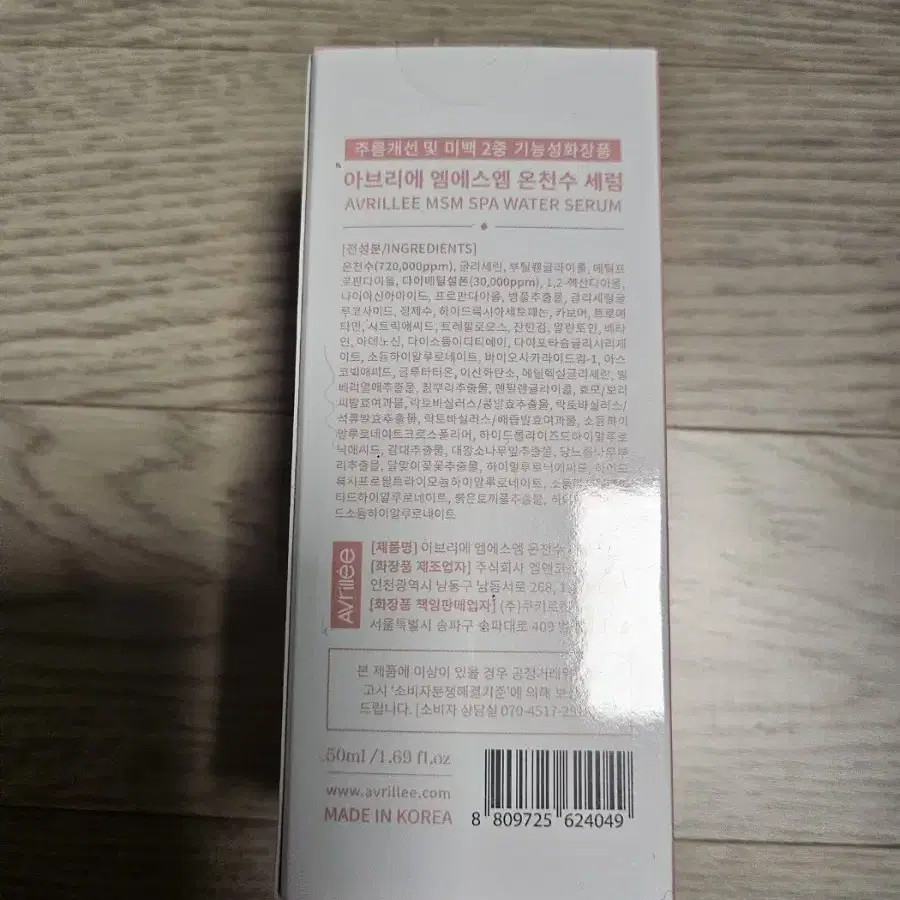 주름개선 및 미백 2중 기능성화장품
아브리에 엠에스엠 온천수 세럼
AVRILLEE MSM SPA WATER SERUM
[전성분/INGREDIENTS]
온천수(720,000ppm), 글리세린, 부틸렌글라이콜, 메틸프
로판다이올, 다이메틸설폰(30,000ppm), 1,2-헥산다이올,
나이아신아마이드, 프로판다이올, 병풀추출물, 글리세릴글
루코사이드, 정제수, 하이드록시아세토페논, 카보머, 트로메
타민, 시트릭애씨드, 트레할로오스, 잔탄검, 알란토인, 베타
인, 아데노신, 다이소듐이디티에이, 다이포타슘글리시리제
이트, 소듐하이알루로네이트, 바이오사카라이드검-1, 아스
코빅애씨드, 글루타티온, 이산화탄소, 에틸헥실글리세린, 빌
베리열매추출물, 칡뿌리추출물, 펜틸렌글라이콜, 효모/보리
씨발효여과물, 락토바실러스/콩발효추출물, 락토바실러스/
석류발효추출물, 락토바실러스/배즙발효여과물, 소듐하이
알루로네이트크로스폴리머, 하이드롤라이즈드하이알루로
닉애씨드, 감태추출물, 대왕소나무잎추출물, 당느릅나무뿌
리추출물, 달맞이꽃꽃추출물, 하이알루로닉애씨드, 하이드
록시프로필트라이모늄하이알루로네이트, 소듐
타드하이알루로네이트, 붉은토끼풀추출물,
드소듐하이알루로네이트
Avrillée
[제품명] 아브리에 엠에스엠 온천수
[화장품 제조업자] 주식회사
인천광역시 남동구 남동서로 268,
[화장품 책임판매업자] (주)
서울특별시 송파구 송파대로 409
본 제품에 이상이 있을 경우 공정거래위
고시 '소비자분쟁해결기준'에 의해
드립니다. [소비자 상담실 070-4517-
50ml /1.69 fl.oz
www.avrillee.com
MADE IN KOREA
8 809725 624049